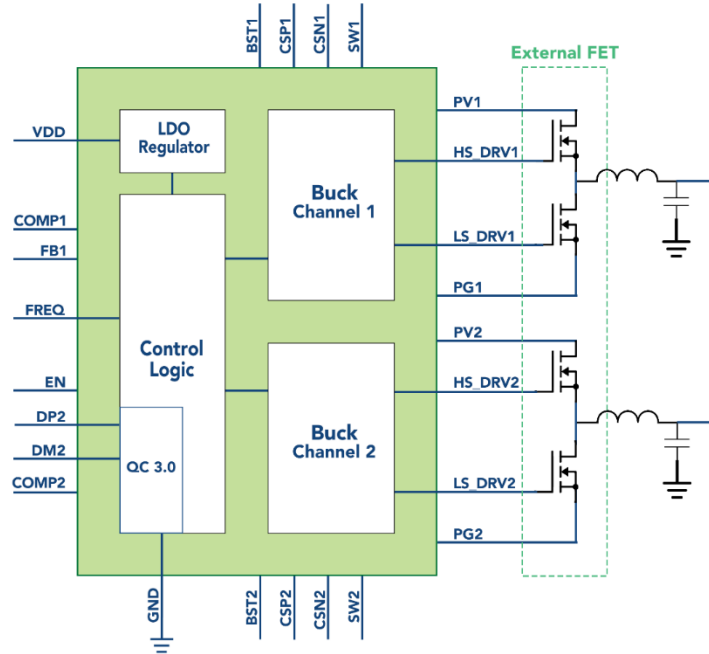 BST1
CSP1
CSN1
SW1
External FET
VDD
LDO
Regulator
PV1
HS_DRV1
Buck
Channel 1
COMP1
FB1
LS_DRV1
PG1
FREQ
Control
Logic
PV2
EN
HS_DRV2
DP2
Buck
Channel 2
DM2
QC 3.0
COMP2
LS_DRV2
PG2
GND
BST2
CSP2
CSN2
SW2